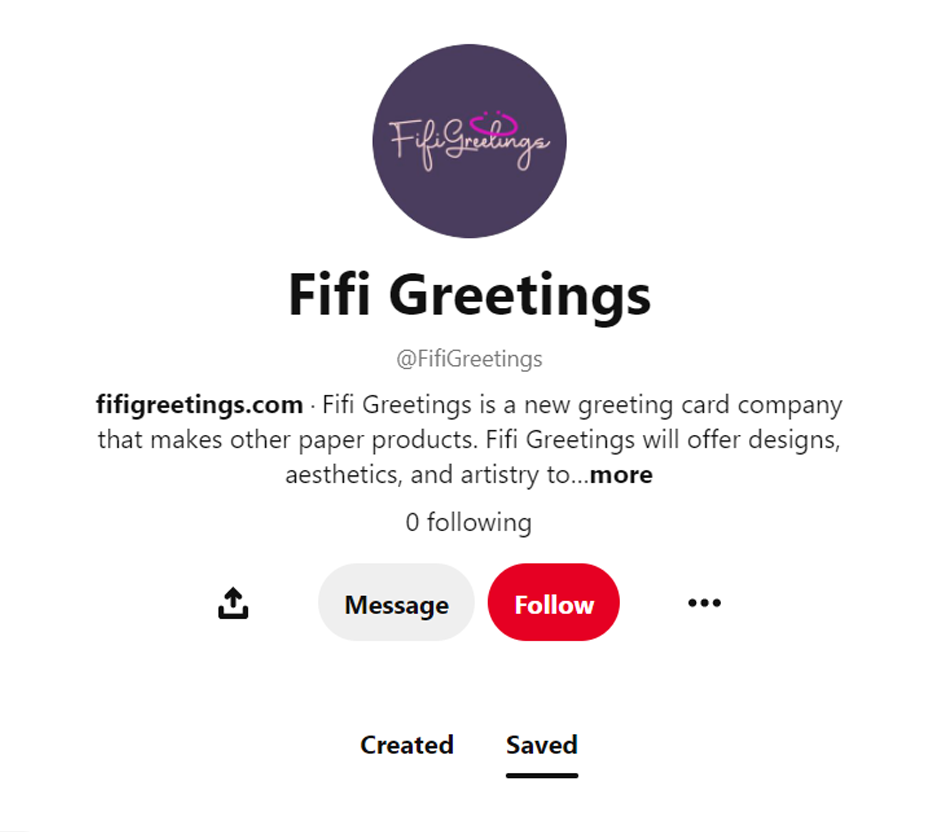 FifiGreetings
Fifi Greetings
@FifiGreetings
fifigreetings.com · Fifi Greetings is a new greeting card company
that makes other paper products. Fifi Greetings will offer designs,
aesthetics, and artistry to...more
0 following
Message Follow
Created Saved